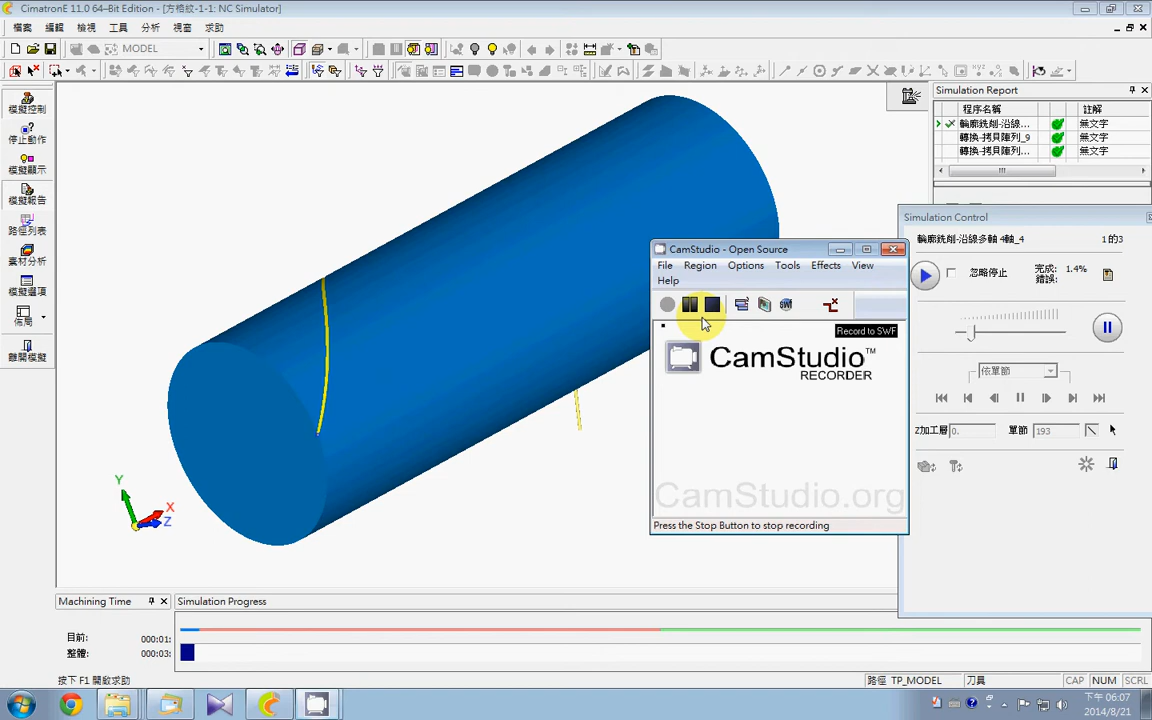 CimatronE 11.0 64–Bit Edition - [方格紋-1-1: NC Simulator]
檔案 編輯 檢視 工具 分析 視窗 求助
MODEL
模擬控制
停止動作
模擬顯示
模擬報告
路徑列表
素材分析
模擬選項
佈局
離開模擬
Simulation Report
程序名稱 註解
輪廓銑削-沿線... 無文字
轉換-拷貝陣列_9 無文字
轉換-拷貝陣列... 無文字
Simulation Control
輪廓銑削-沿線多軸 4軸_4 1 的3
忽略停止
完成: 1.4%
錯誤:
依單節
Z加工層 0. 單節 193
CamStudio - Open Source
File Region Options Tools Effects View
Help
Record to SWF
CamStudio™
RECORDER
CamStudio.org
Press the Stop Button to stop recording
Y
X
Z
Machining Time
Simulation Progress
目前: 000:01:
整體: 000:03:
按下 F1 開啟求助
路徑 TP_MODEL 刀具 CAP NUM SCRL
下午 06:07
2014/8/21